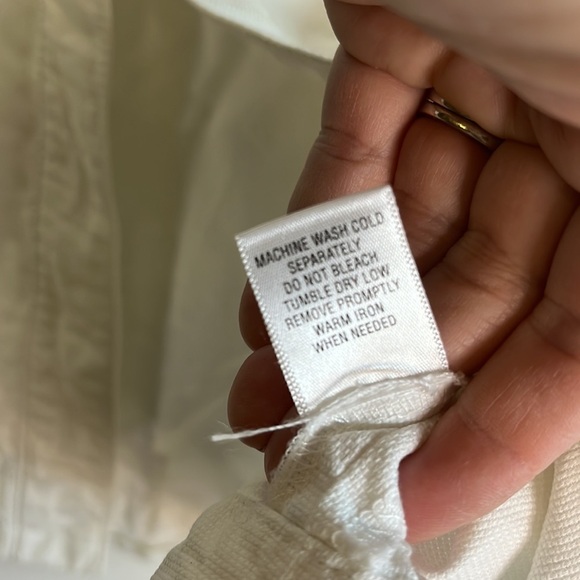 MACHINE WASH COLD
SEPARATELY
DO NOT BLEACH
TUMBLE DRY LOW
REMOVE PROMPTLY
WARM IRON
WHEN NEEDED